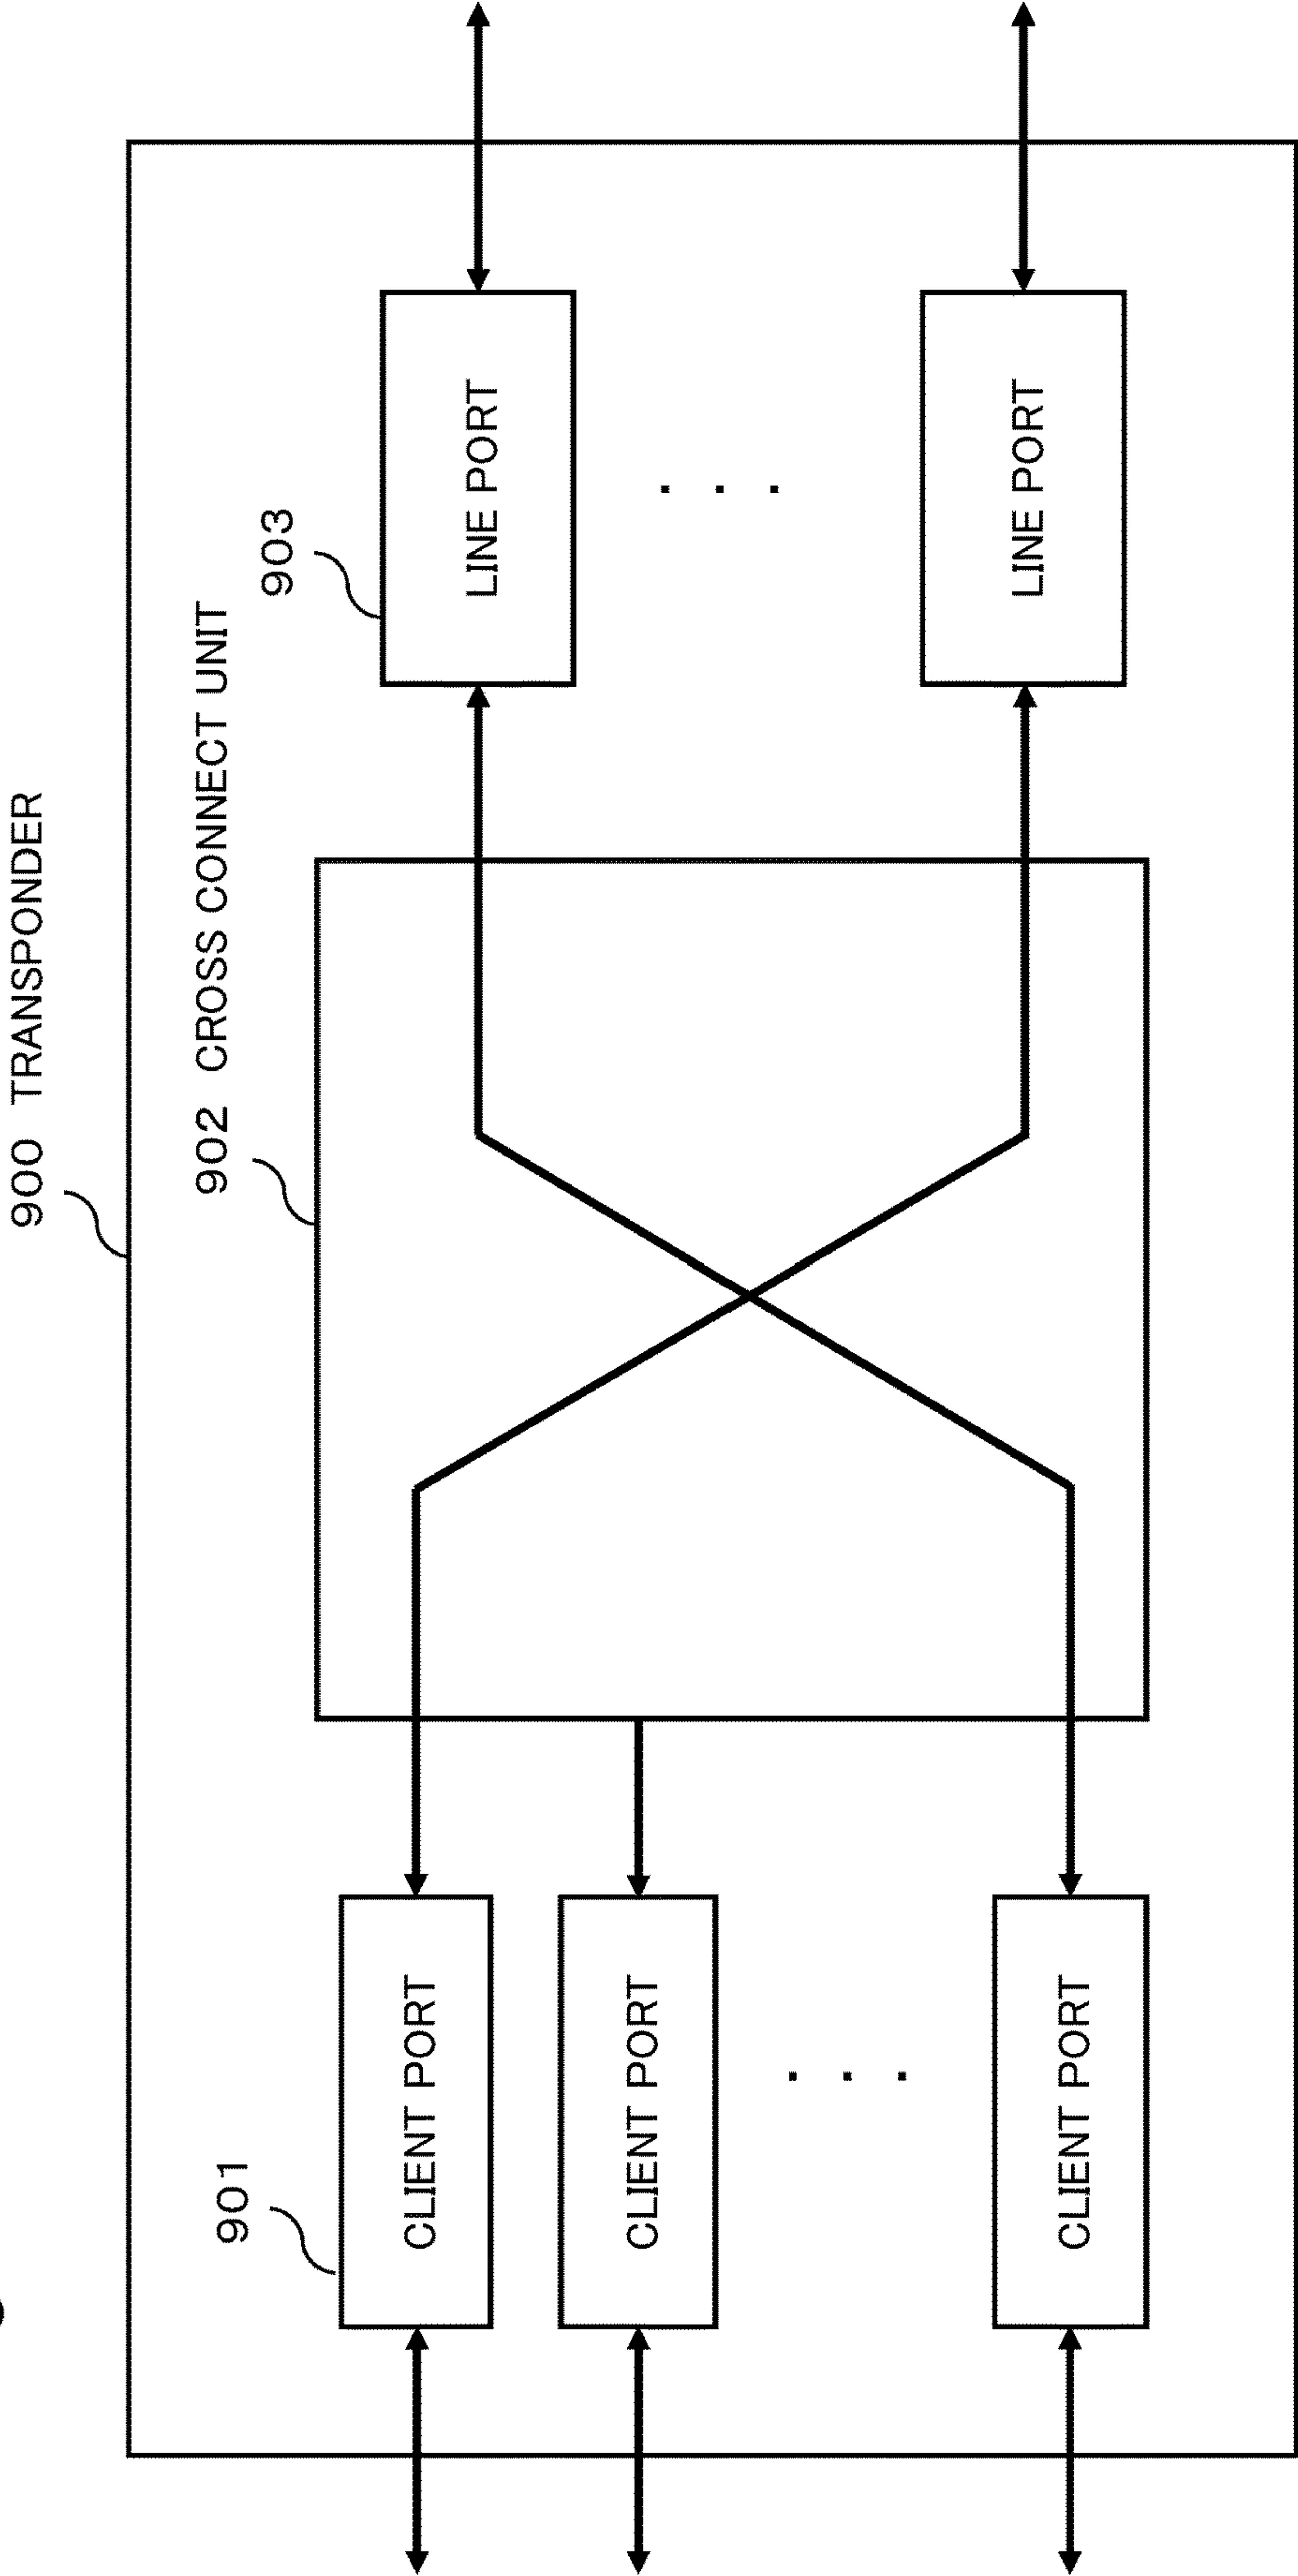 900 TRANSPONDER
902 CROSS CONNECT UNIT
901
903
CLIENT PORT
LINE PORT
CLIENT PORT
. . .
. . .
CLIENT PORT
LINE PORT